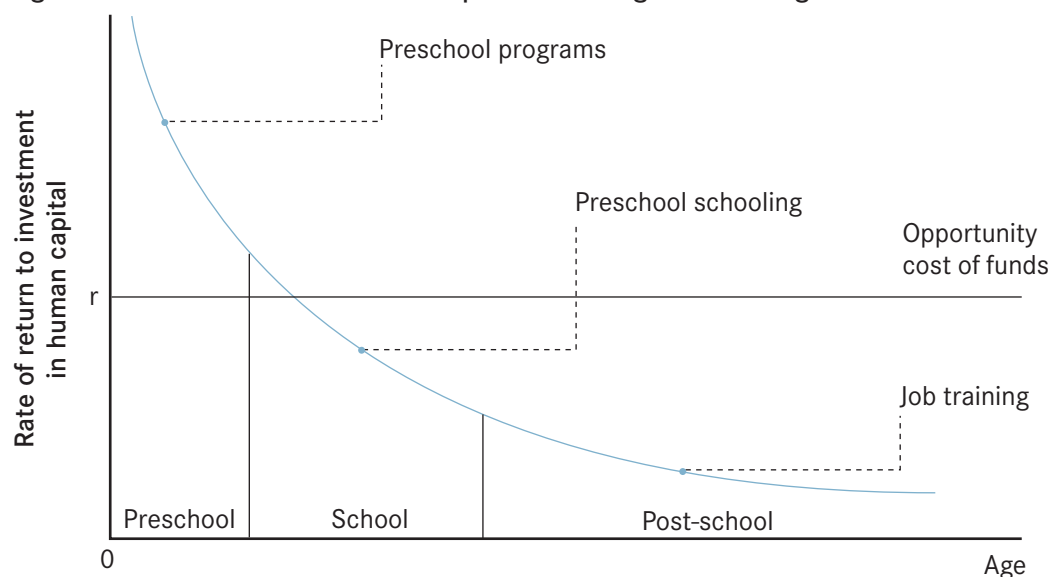 Preschool programs
Preschool schooling
Opportunity
cost of funds
Rate of return to investment
in human capital
r
Job training
Preschool
School
Post-school
0
Age